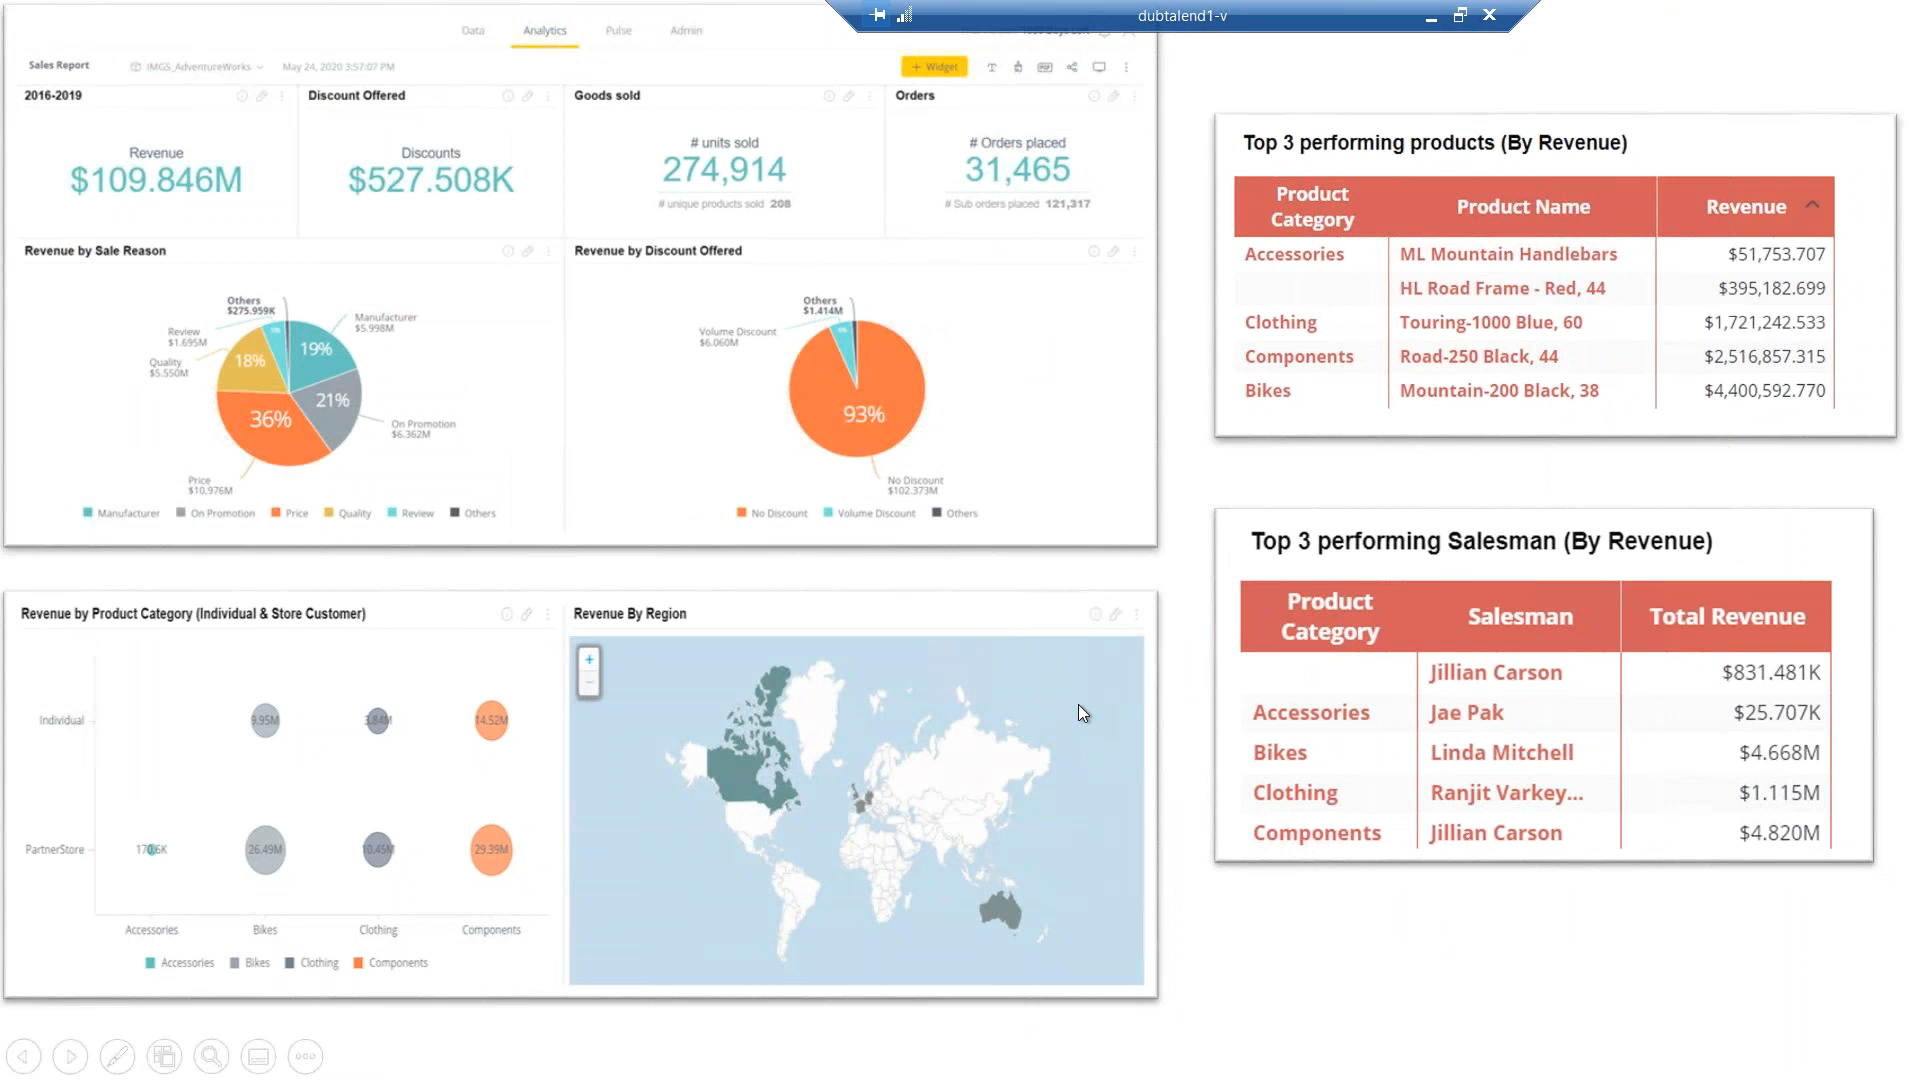 dubtalend1-v
Data Analytics Pulse Admin
Sales Report IMGS_AdventureWorks May 24, 2020 3:57:07 PM + Widget
2016-2019
Revenue
$109.846M
Discount Offered
Discounts
$527.508K
Goods sold
# units sold
274,914
# unique products sold 208
Orders
# Orders placed
31,465
# Sub orders placed 121,317
Revenue by Sale Reason
Others
$275.959K
Manufacturer
$5.998M
Review
$1.695M
Quality
$5.550M
5%
19%
18%
21%
36%
On Promotion
$6.362M
Price
$10.976M
Manufacturer On Promotion Price Quality Review Others
Revenue by Discount Offered
Others
$1.414M
Volume Discount
$6.060M
93%
No Discount
$102.373M
No Discount Volume Discount Others
Revenue by Product Category (Individual & Store Customer)
Individual
9.95M 3.84M 14.52M
PartnerStore
170.6K 26.49M 10.45M 29.39M
Accessories Bikes Clothing Components
Accessories Bikes Clothing Components
Revenue By Region
+
−
Top 3 performing products (By Revenue)
Product
Category
Product Name
Revenue
Accessories ML Mountain Handlebars $51,753.707
HL Road Frame - Red, 44 $395,182.699
Clothing Touring-1000 Blue, 60 $1,721,242.533
Components Road-250 Black, 44 $2,516,857.315
Bikes Mountain-200 Black, 38 $4,400,592.770
Top 3 performing Salesman (By Revenue)
Product
Category
Salesman
Total Revenue
Jillian Carson $831.481K
Accessories Jae Pak $25.707K
Bikes Linda Mitchell $4.668M
Clothing Ranjit Varkey... $1.115M
Components Jillian Carson $4.820M